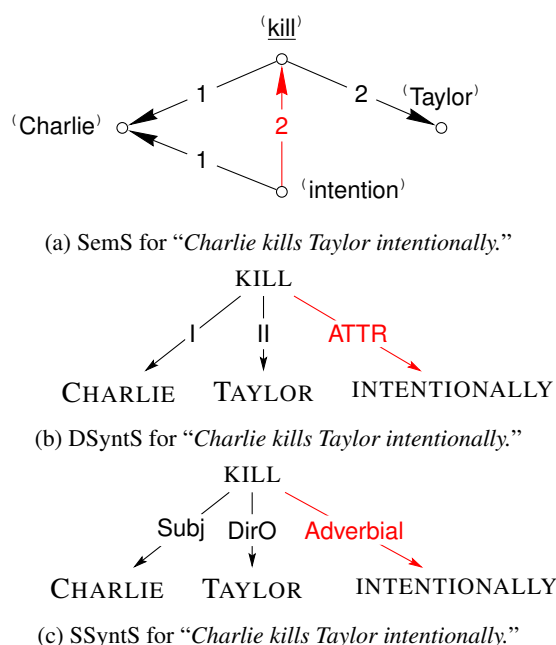 (kill)
1
2
(Taylor)
(Charlie)
2
1
(intention)
(a) SemS for “Charlie kills Taylor intentionally.”
KILL
I
II
ATTR
CHARLIE TAYLOR INTENTIONALLY
(b) DSyntS for “Charlie kills Taylor intentionally.”
KILL
Subj DirO Adverbial
CHARLIE TAYLOR INTENTIONALLY
(c) SSyntS for “Charlie kills Taylor intentionally.”